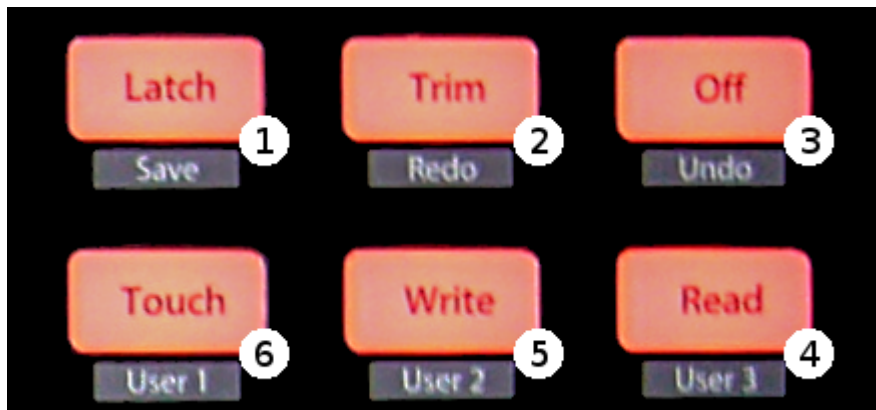 Latch Trim Off
1 2 3
Save Redo Undo
Touch Write Read
6 5 4
User 1 User 2 User 3